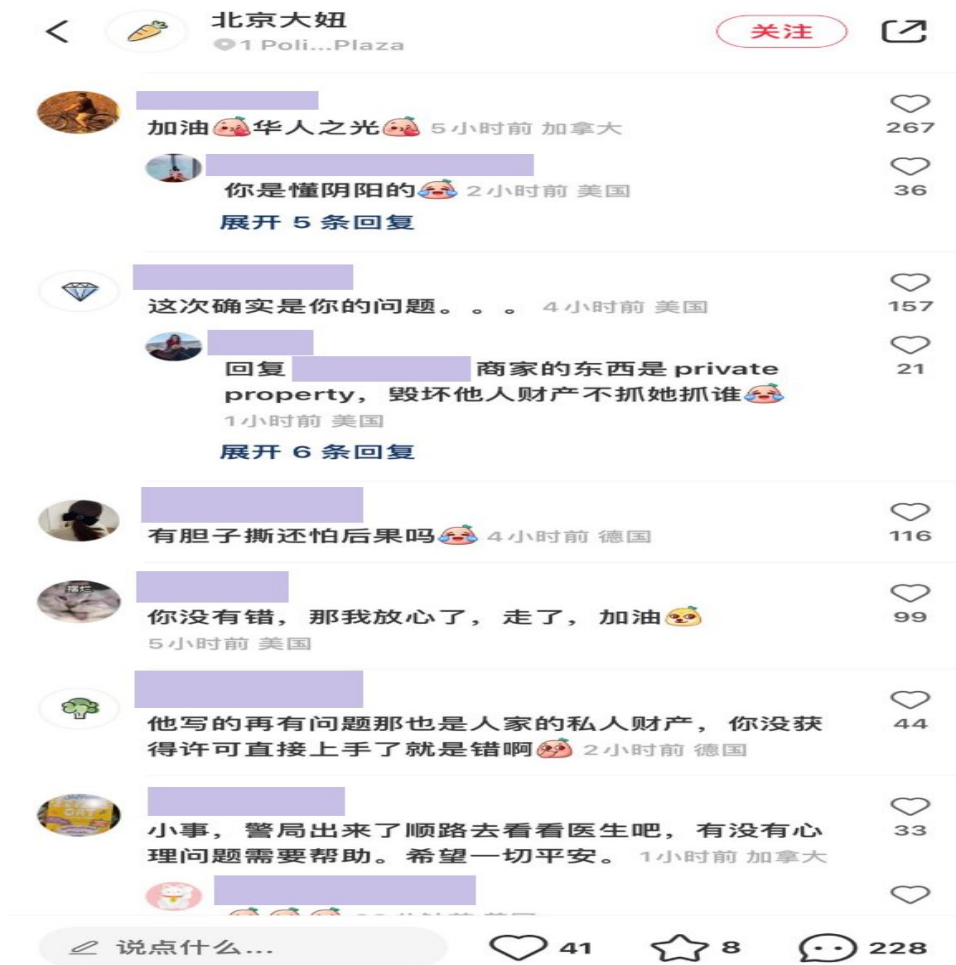 北京大妞
1 Poli...Plaza
关注
加油华人之光 5小时前 加拿大
267
你是懂阴阳的 2小时前 美国
36
展开 5 条回复
这次确实是你的问题。。。 4小时前 美国
157
回复 商家的东西是private
property，毁坏他人财产不抓她抓谁
21
1小时前 美国
展开 6 条回复
有胆子撕还怕后果吗 4小时前 德国
116
摆烂
你没有错，那我放心了，走了，加油
99
5小时前 美国
他写的再有问题那也是人家的私人财产，你没获
得许可直接上手了就是错啊 2小时前 德国
44
小事，警局出来了顺路去看看医生吧，有没有心
理问题需要帮助。希望一切平安。 1小时前 加拿大
33
说点什么...
41
8
228